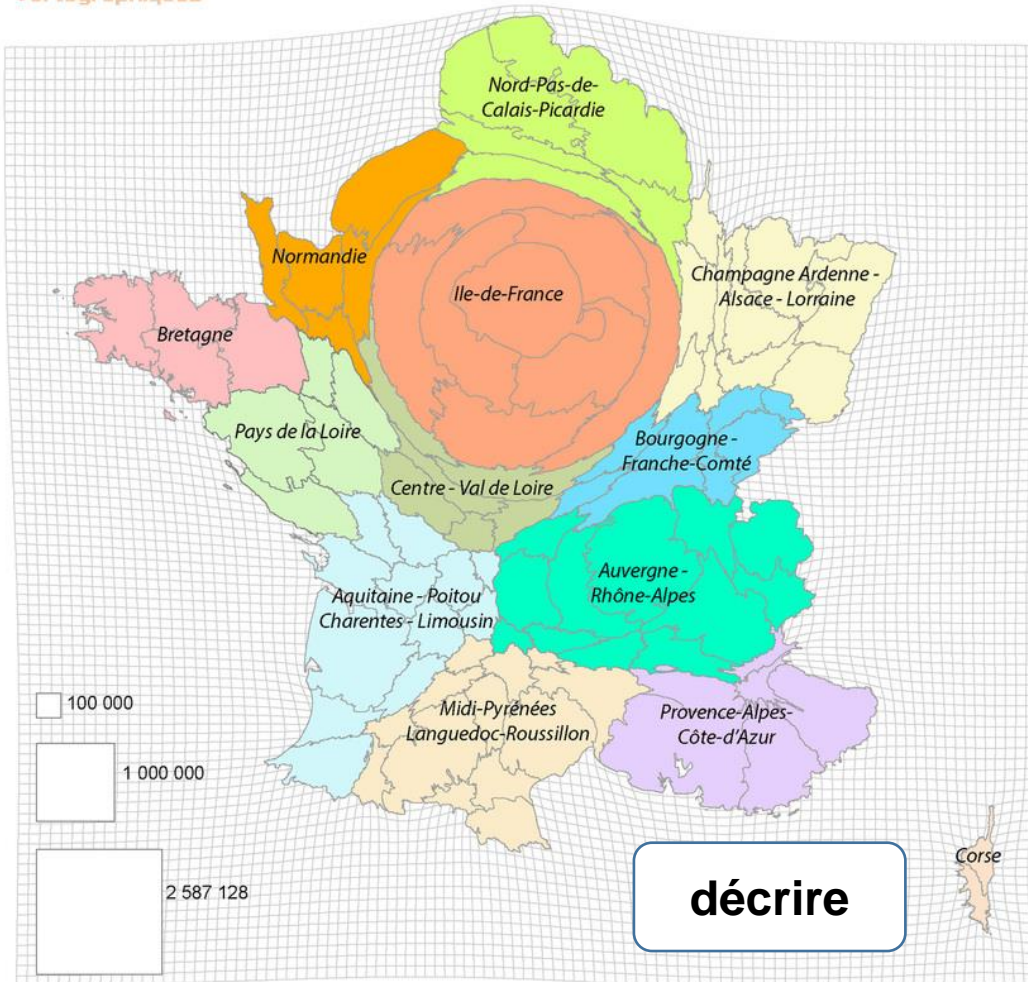 Nord-Pas-de-
Calais-Picardie
Normandie
Ile-de-France
Champagne Ardenne -
Alsace - Lorraine
Bretagne
Pays de la Loire
Bourgogne -
Franche-Comté
Centre - Val de Loire
Auvergne -
Rhône-Alpes
Aquitaine - Poitou
Charentes - Limousin
100 000
Midi-Pyrénées
Languedoc-Roussillon
Provence-Alpes-
Côte-d'Azur
1 000 000
Corse
2 587 128
décrire